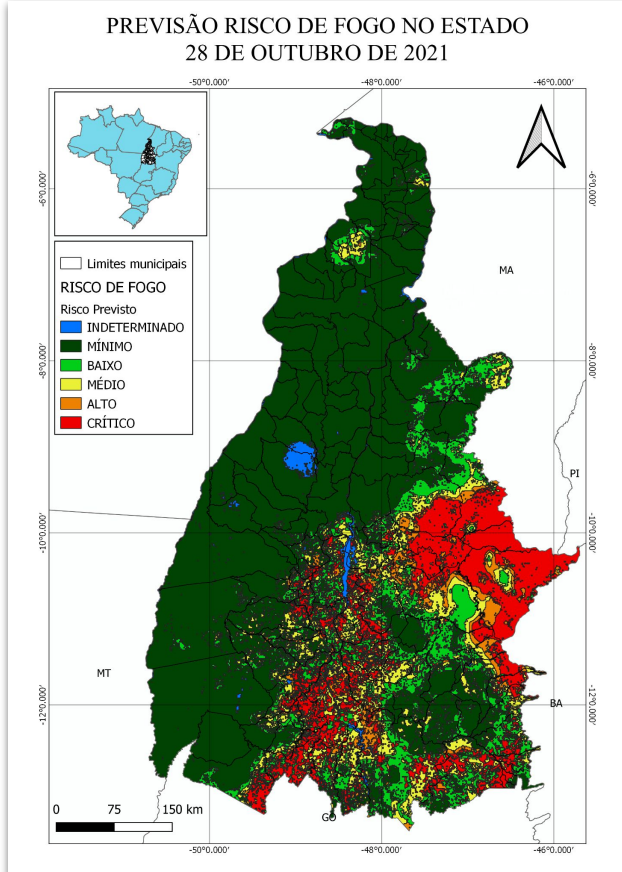 PREVISÃO RISCO DE FOGO NO ESTADO
28 DE OUTUBRO DE 2021
-50°0.000'
-48°0.000'
-46°0.000'
-6°0.000'
-6°0.000'
MA
Limites municipais
RISCO DE FOGO
Risco Previsto
INDETERMINADO
MÍNIMO
BAIXO
MÉDIO
ALTO
CRÍTICO
-8°0.000'
-8°0.000'
PI
-10°0.000'
-10°0.000'
MT
BA
-12°0.000'
-12°0.000'
0 75 150 km
GO
-50°0.000'
-48°0.000'
-46°0.000'